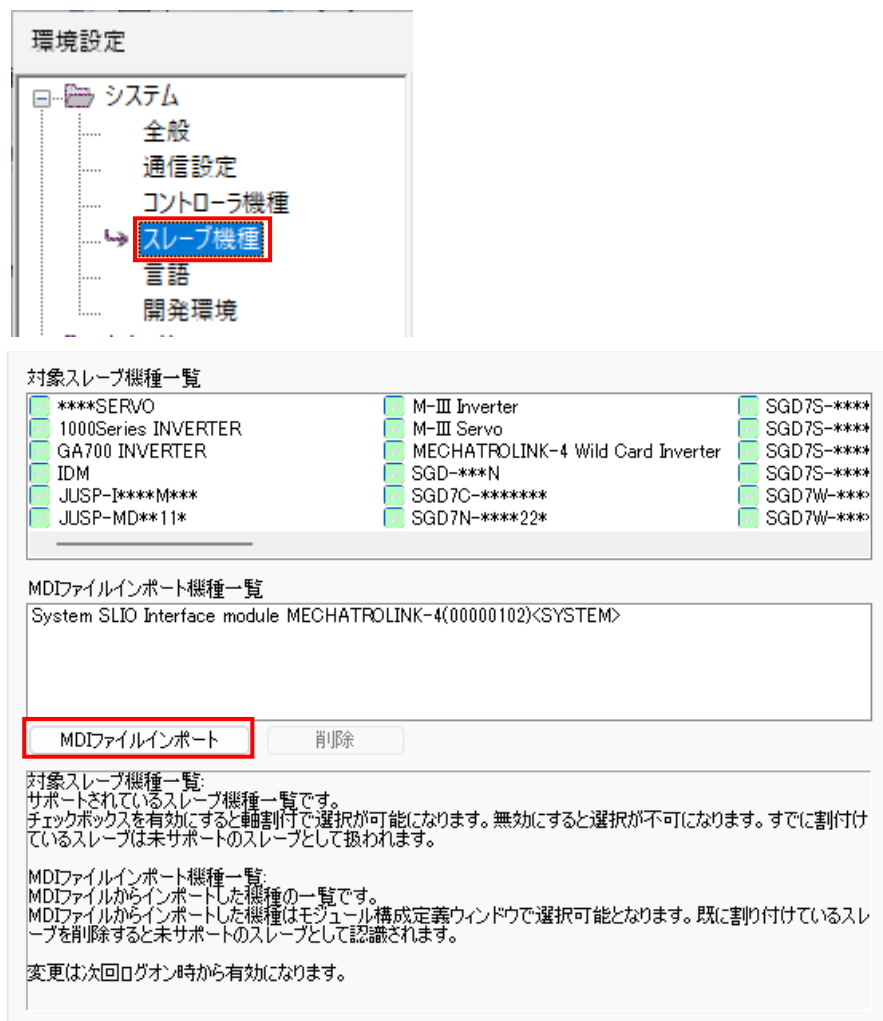 環境設定
システム
全般
通信設定
コントローラ機種
スレーブ機種
言語
開発環境
対象スレーブ機種一覧
****SERVO M-III Inverter SGD7S-****
1000Series INVERTER M-III Servo SGD7S-****
GA700 INVERTER MECHATROLINK-4 Wild Card Inverter SGD7S-****
IDM SGD-***N SGD7S-****
JUSP-I****M*** SGD7C-******* SGD7W-***
JUSP-MD**11* SGD7N-****22* SGD7W-***
MDIファイルインポート機種一覧
System SLIO Interface module MECHATROLINK-4(00000102)<SYSTEM>
MDIファイルインポート 削除
対象スレーブ機種一覧:
サポートされているスレーブ機種一覧です。
チェックボックスを有効にすると軸割付で選択が可能になります。無効にすると選択が不可になります。すでに割付け
ているスレーブは未サポートのスレーブとして扱われます。
MDIファイルインポート機種一覧:
MDIファイルからインポートした機種の一覧です。
MDIファイルからインポートした機種はモジュール構成定義ウィンドウで選択可能となります。既に割り付けているスレ
ーブを削除すると未サポートのスレーブとして認識されます。
変更は次回ログオン時から有効になります。